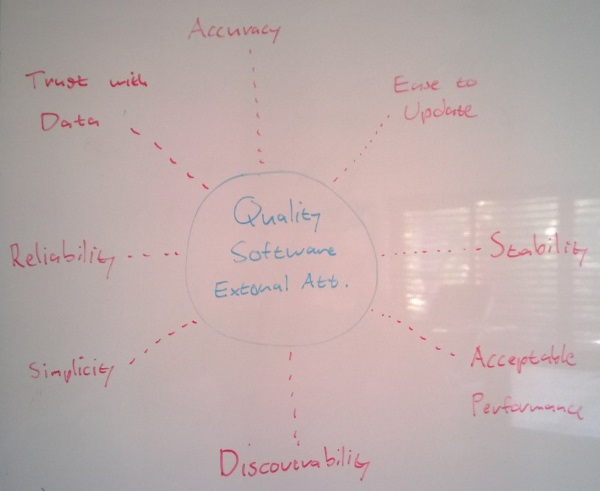 Accuracy
Trust with
Data
Ease to
Update
Quality
Software
External Att.
Reliability
Stability
Simplicity
Acceptable
Performance
Discoverability